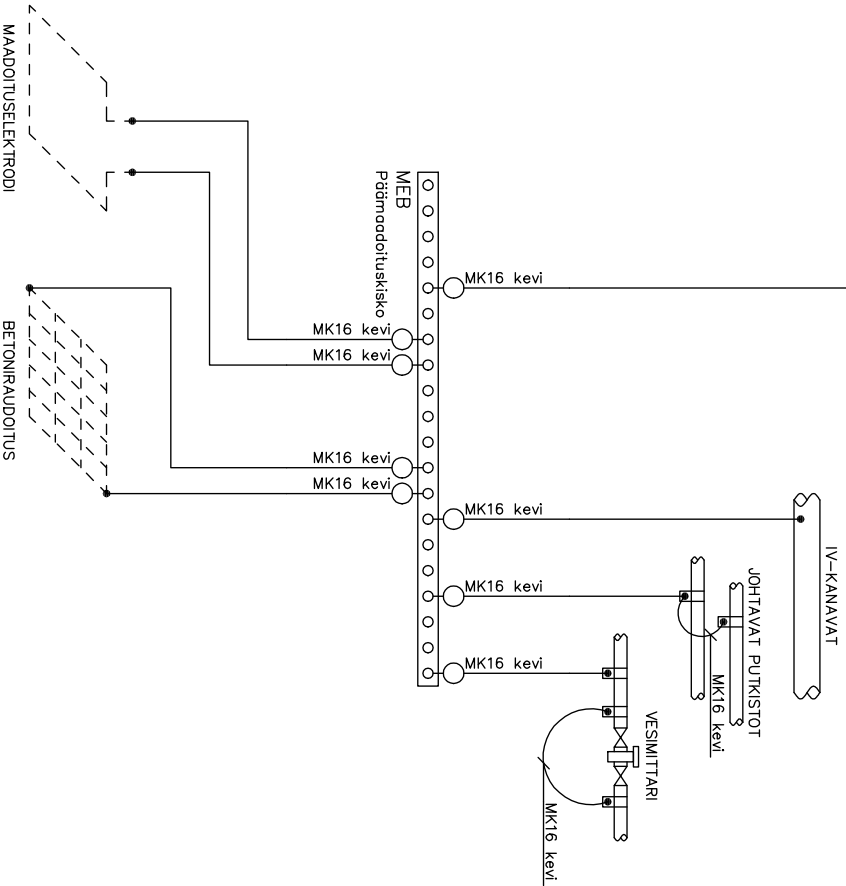 MAADOITUSELEKTRODI
BETONIRAUDOITUS
MEB
Päämaadoituskisko
MK16 kevi
MK16 kevi
MK16 kevi
MK16 kevi
MK16 kevi
MK16 kevi
MK16 kevi
MK16 kevi
IV-KANAVAT
JOHTAVAT PUTKISTOT
MK16 kevi
VESIMITTARI
MK16 kevi